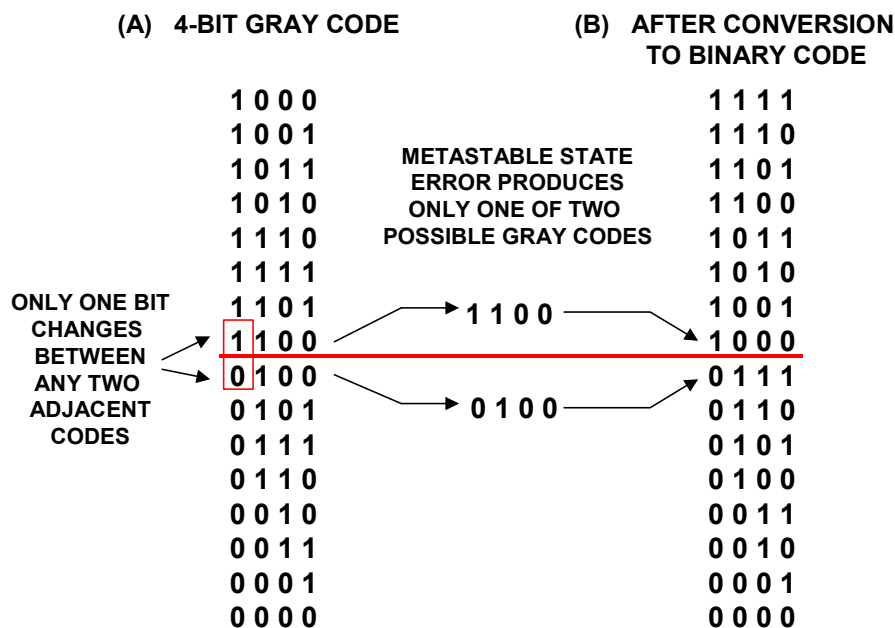 (A) 4-BIT GRAY CODE
(B) AFTER CONVERSION
TO BINARY CODE
1 0 0 0
1 0 0 1
1 0 1 1
1 0 1 0
1 1 1 0
1 1 1 1
1 1 0 1
1 1 0 0
0 1 0 0
0 1 0 1
0 1 1 1
0 1 1 0
0 0 1 0
0 0 1 1
0 0 0 1
0 0 0 0
ONLY ONE BIT
CHANGES
BETWEEN
ANY TWO
ADJACENT
CODES
METASTABLE STATE
ERROR PRODUCES
ONLY ONE OF TWO
POSSIBLE GRAY CODES
1 1 0 0
0 1 0 0
1 1 1 1
1 1 1 0
1 1 0 1
1 1 0 0
1 0 1 1
1 0 1 0
1 0 0 1
1 0 0 0
0 1 1 1
0 1 1 0
0 1 0 1
0 1 0 0
0 0 1 1
0 0 1 0
0 0 0 1
0 0 0 0